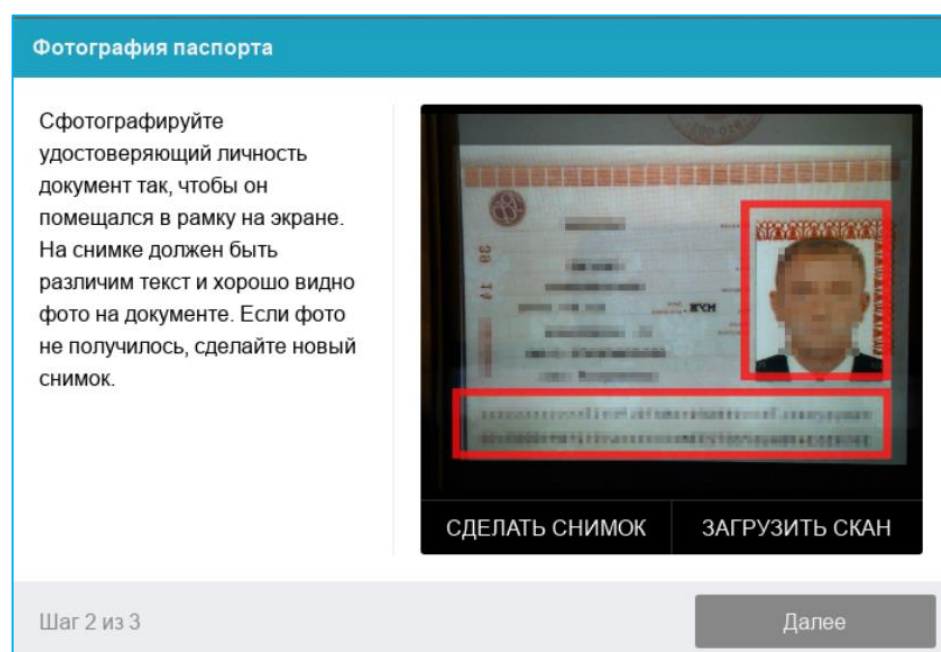 Фотография паспорта
Сфотографируйте
удостоверяющий личность
документ так, чтобы он
помещался в рамку на экране.
На снимке должен быть
различим текст и хорошо видно
фото на документе. Если фото
не получилось, сделайте новый
снимок.
МУЖ
СДЕЛАТЬ СНИМОК
ЗАГРУЗИТЬ СКАН
Шаг 2 из 3
Далее